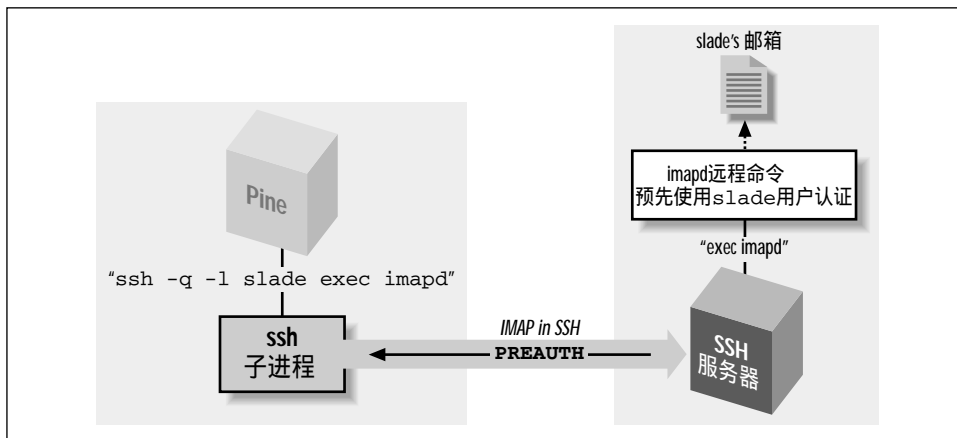 slade's 邮箱
imapd远程命令
预先使用slade用户认证
"exec imapd"
Pine
"ssh -q -l slade exec imapd"
ssh
子进程
IMAP in SSH
PREAUTH
SSH
服务器